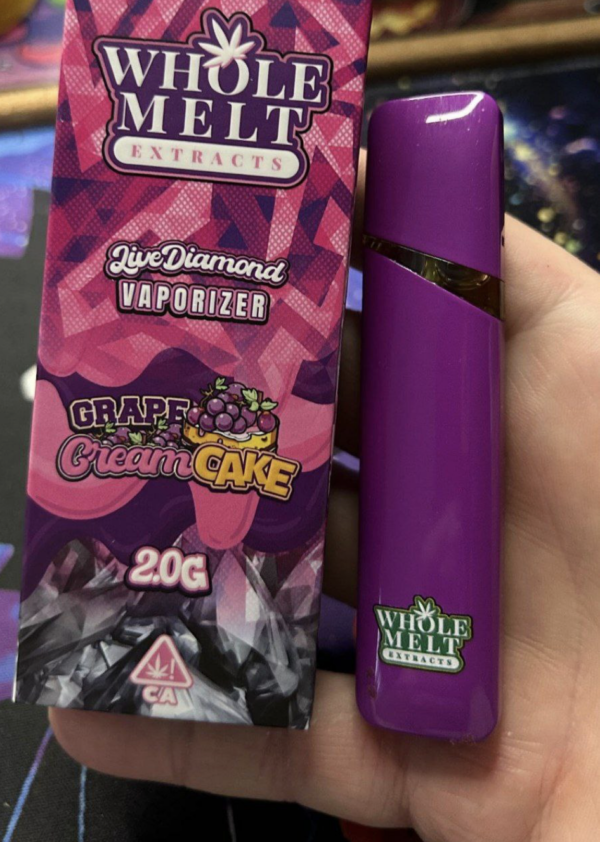 WHOLE
MELT
EXTRACTS
Live Diamond
VAPORIZER
GRAPE
Cream CAKE
2.0G
CA
WHOLE
MELT
EXTRACTS